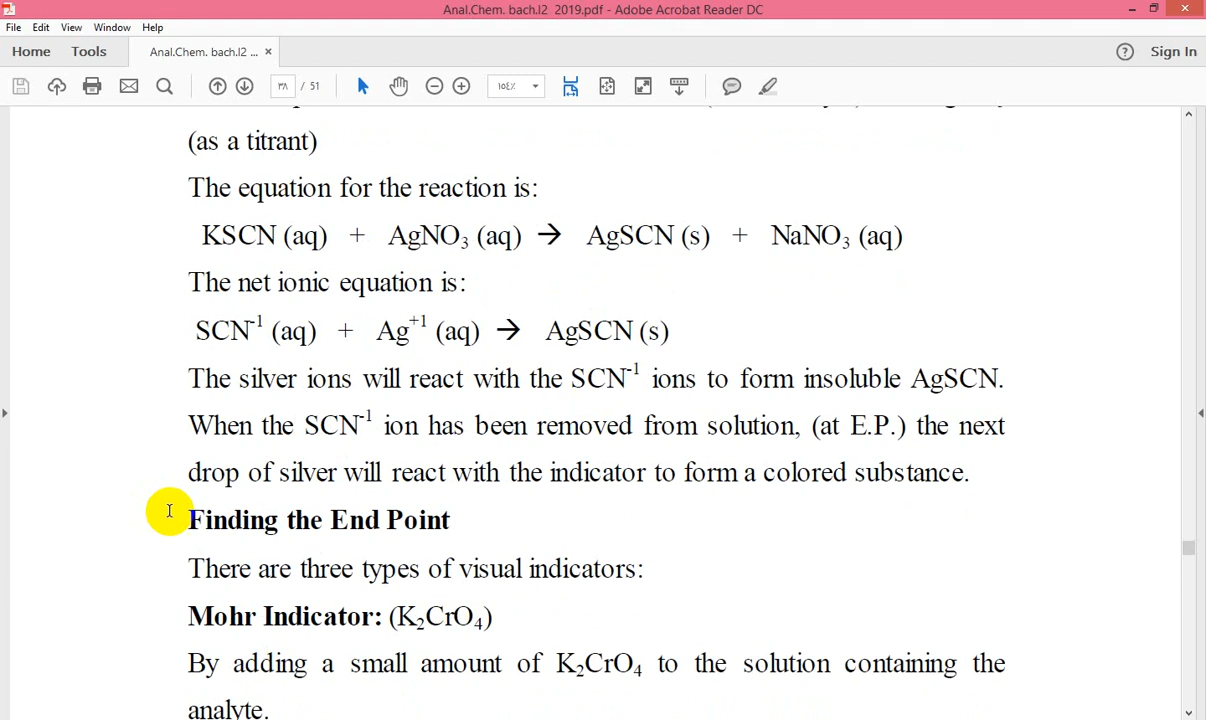 Anal.Chem. bach.l2 2019.pdf - Adobe Acrobat Reader DC
File Edit View Window Help
Home Tools Anal.Chem. bach.l2 ... × Sign In
٣٨ / 51 ١٥٤٪
(as a titrant)
The equation for the reaction is:
KSCN (aq) + AgNO₃ (aq) → AgSCN (s) + NaNO₃ (aq)
The net ionic equation is:
SCN⁻¹ (aq) + Ag⁺¹ (aq) → AgSCN (s)
The silver ions will react with the SCN⁻¹ ions to form insoluble AgSCN.
When the SCN⁻¹ ion has been removed from solution, (at E.P.) the next
drop of silver will react with the indicator to form a colored substance.
Finding the End Point
There are three types of visual indicators:
Mohr Indicator: (K₂CrO₄)
By adding a small amount of K₂CrO₄ to the solution containing the
analyte.